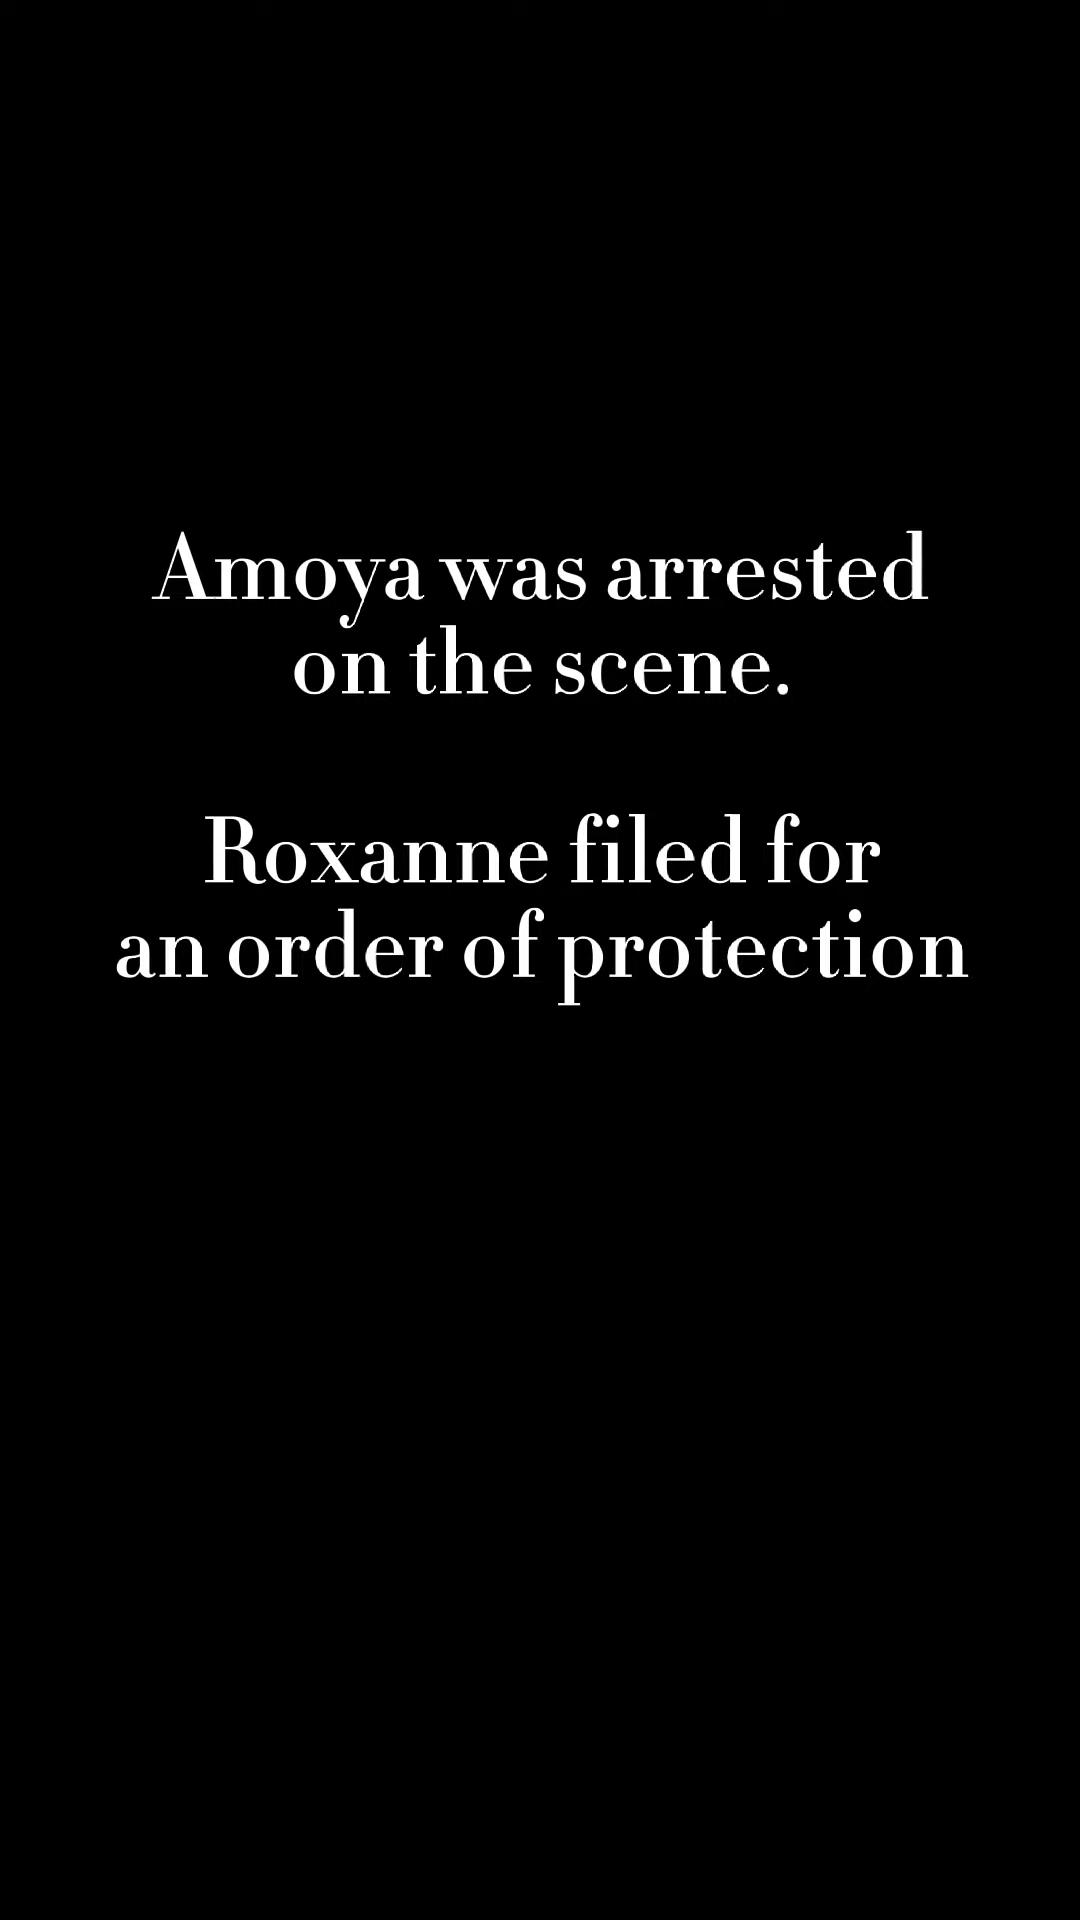 Amoya was arrested
on the scene.
Roxanne filed for
an order of protection